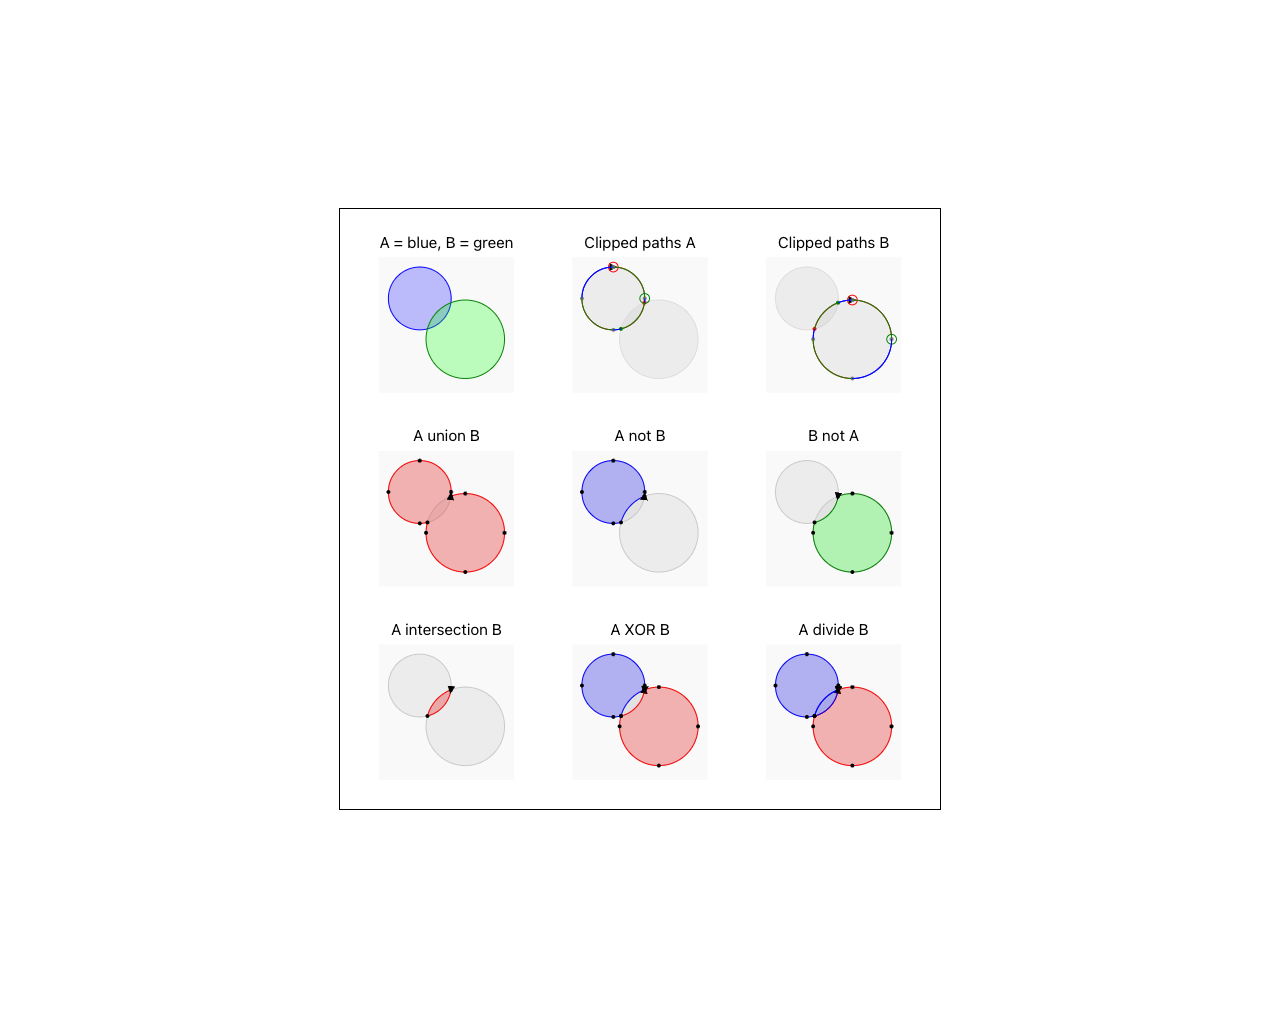 A = blue, B = green
Clipped paths A
Clipped paths B
A union B
A not B
B not A
A intersection B
A XOR B
A divide B